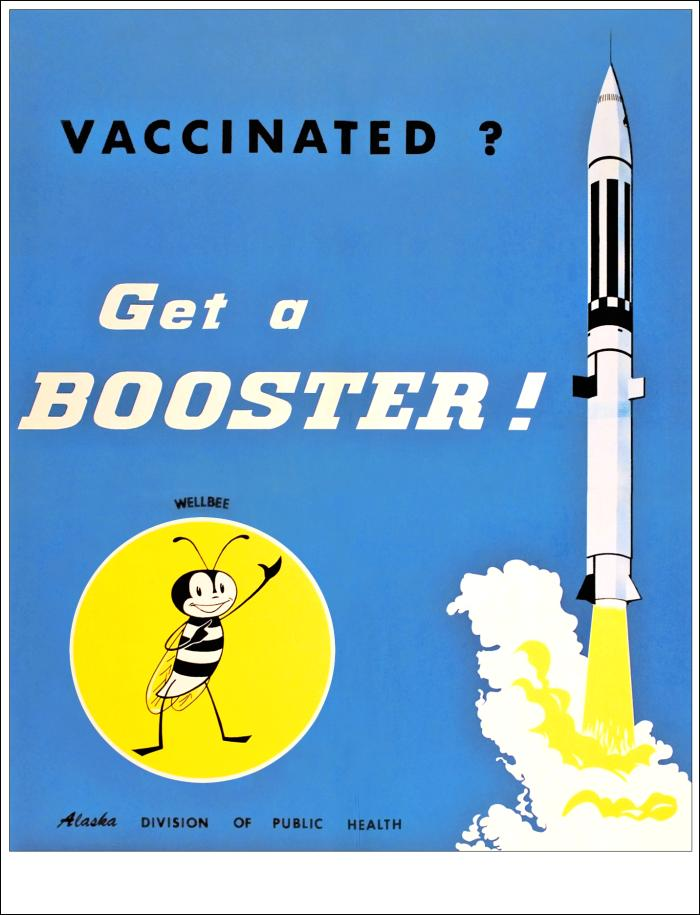 VACCINATED ?
Get a
BOOSTER!
WELLBEE
Alaska DIVISION OF PUBLIC HEALTH